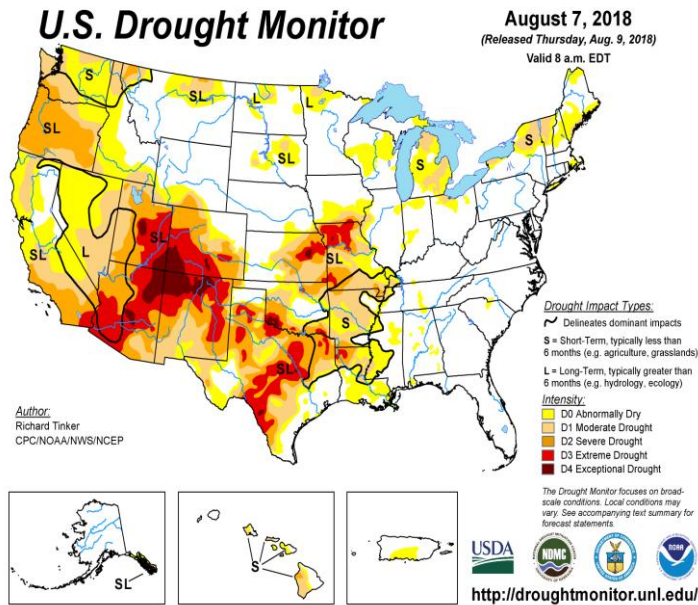 U.S. Drought Monitor
August 7, 2018
(Released Thursday, Aug. 9, 2018)
Valid 8 a.m. EDT
S
SL
L
L
S
SL
SL
S
SL
SL
L
SL
S
SL
Drought Impact Types:
Delineates dominant impacts
S = Short-Term, typically less than
6 months (e.g. agriculture, grasslands)
L = Long-Term, typically greater than
6 months (e.g. hydrology, ecology)
Intensity:
D0 Abnormally Dry
D1 Moderate Drought
D2 Severe Drought
D3 Extreme Drought
D4 Exceptional Drought
Author:
Richard Tinker
CPC/NOAA/NWS/NCEP
The Drought Monitor focuses on broad-
scale conditions. Local conditions may
vary. See accompanying text summary for
forecast statements.
SL
S
USDA
NDMC
NOAA
http://droughtmonitor.unl.edu/